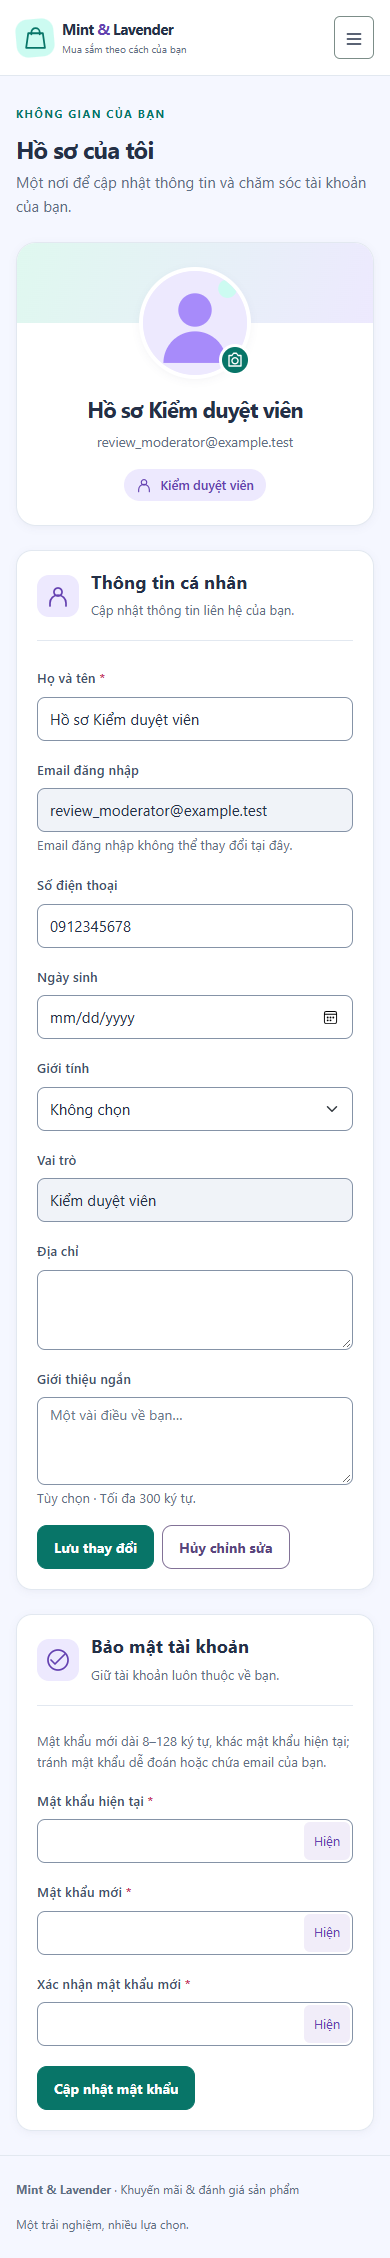 Mint & Lavender
Mua sắm theo cách của bạn
KHÔNG GIAN CỦA BẠN
Hồ sơ của tôi
Một nơi để cập nhật thông tin và chăm sóc tài khoản
của bạn.
Hồ sơ Kiểm duyệt viên
review_moderator@example.test
Kiểm duyệt viên
Thông tin cá nhân
Cập nhật thông tin liên hệ của bạn.
Họ và tên *
Hồ sơ Kiểm duyệt viên
Email đăng nhập
review_moderator@example.test
Email đăng nhập không thể thay đổi tại đây.
Số điện thoại
0912345678
Ngày sinh
mm/dd/yyyy
Giới tính
Không chọn
Vai trò
Kiểm duyệt viên
Địa chỉ
Giới thiệu ngắn
Một vài điều về bạn...
Tùy chọn · Tối đa 300 ký tự.
Lưu thay đổi
Hủy chỉnh sửa
Bảo mật tài khoản
Giữ tài khoản luôn thuộc về bạn.
Mật khẩu mới dài 8–128 ký tự, khác mật khẩu hiện tại;
tránh mật khẩu dễ đoán hoặc chứa email của bạn.
Mật khẩu hiện tại *
Hiện
Mật khẩu mới *
Hiện
Xác nhận mật khẩu mới *
Hiện
Cập nhật mật khẩu
Mint & Lavender · Khuyến mãi & đánh giá sản phẩm
Một trải nghiệm, nhiều lựa chọn.